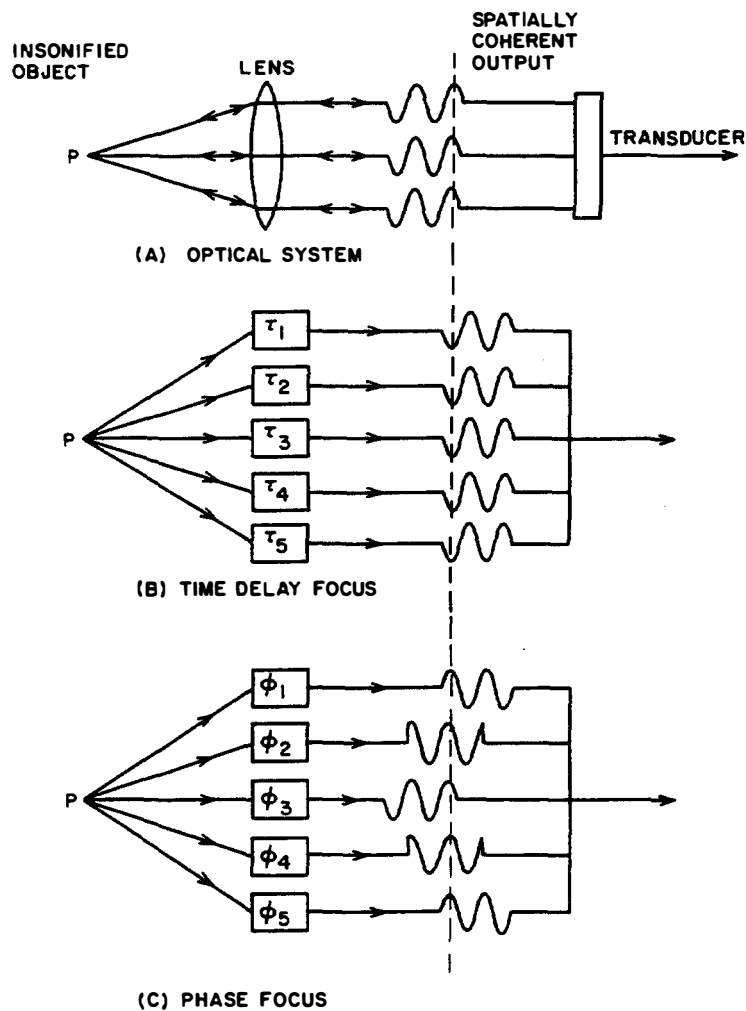 INSONIFIED
OBJECT
LENS
SPATIALLY
COHERENT
OUTPUT
P
TRANSDUCER
(A) OPTICAL SYSTEM
τ1
τ2
P
τ3
τ4
τ5
(B) TIME DELAY FOCUS
ϕ1
ϕ2
P
ϕ3
ϕ4
ϕ5
(C) PHASE FOCUS